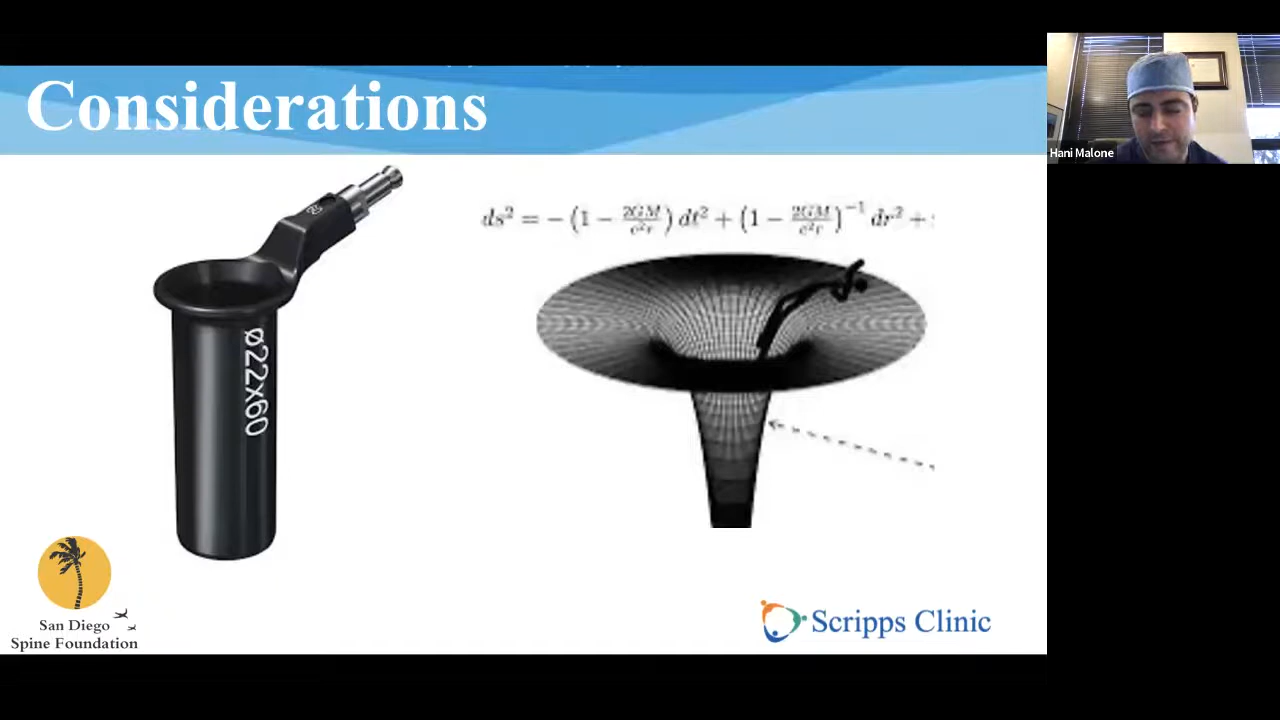 Considerations
Hani Malone
60
ds² = − (1 − 2GM/c²r) dt² + (1 − 2GM/c²r)⁻¹ dr² +
ø22x60
San Diego
Spine Foundation
Scripps Clinic